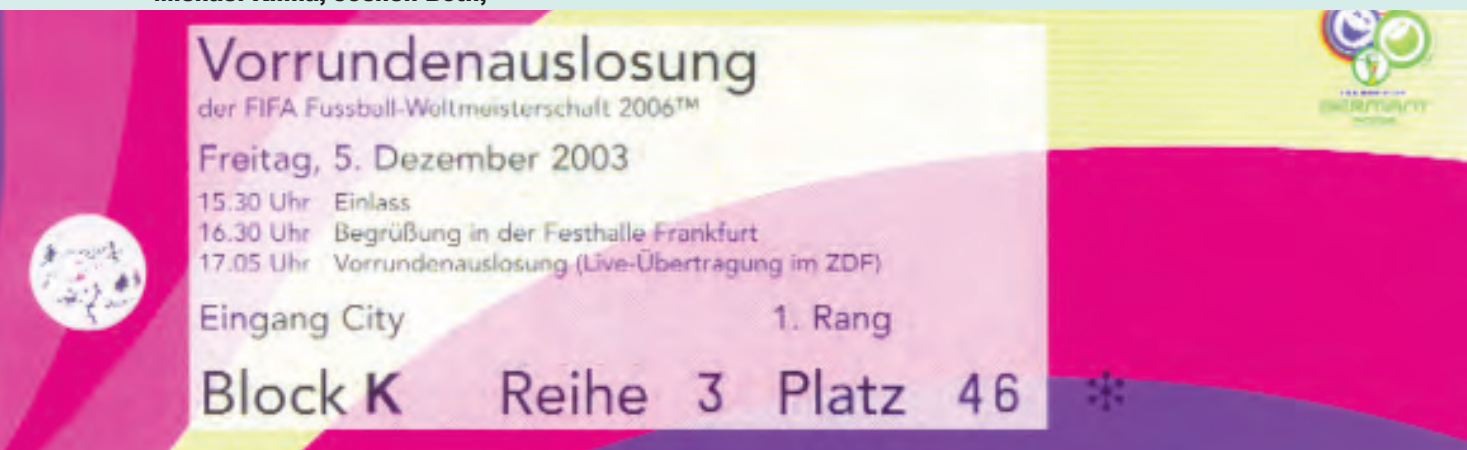 Vorrundenauslosung
der FIFA Fussball-Weltmeisterschaft 2006™
Freitag, 5. Dezember 2003
15.30 Uhr Einlass
16.30 Uhr Begrüßung in der Festhalle Frankfurt
17.05 Uhr Vorrundenauslosung (Live-Übertragung im ZDF)
Eingang City 1. Rang
Block K Reihe 3 Platz 46 *
GERMANY